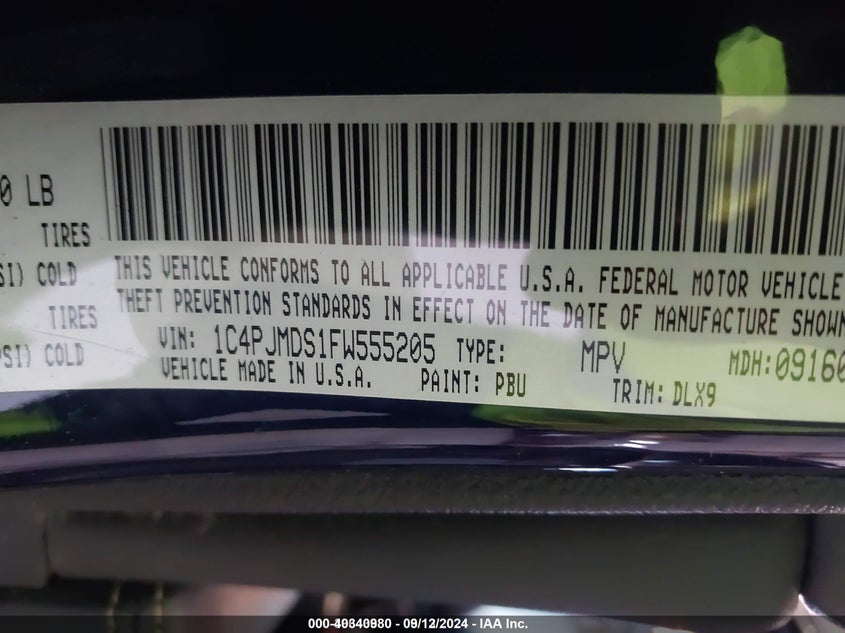 0 LB
TIRES
SI) COLD
TIRES
PSI) COLD
THIS VEHICLE CONFORMS TO ALL APPLICABLE U.S.A. FEDERAL MOTOR VEHICLE
THEFT PREVENTION STANDARDS IN EFFECT ON THE DATE OF MANUFACTURE SHOWN
VIN: 1C4PJMDS1FW555205 TYPE: MPV MDH:09160
VEHICLE MADE IN U.S.A. PAINT: PBU TRIM: DLX9
000-40340980 - 09/12/2024 - IAA Inc.